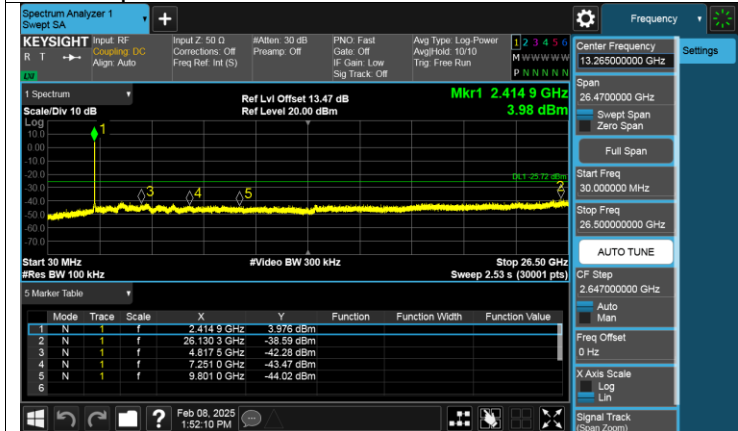 Spectrum Analyzer 1
Swept SA
Frequency
KEYSIGHT
R T
Input: RF
Coupling: DC
Align: Auto
Input Z: 50 Ω
Corrections: Off
Freq Ref: Int (S)
#Atten: 30 dB
Preamp: Off
PNO: Fast
Gate: Off
IF Gain: Low
Sig Track: Off
Avg Type: Log-Power
Avg|Hold: 10/10
Trig: Free Run
1 2 3 4 5 6
M W W W W W
P N N N N N
1 Spectrum
Scale/Div 10 dB
Ref Lvl Offset 13.47 dB
Ref Level 20.00 dBm
Mkr1 2.414 9 GHz
3.98 dBm
Log
10.0
0.00
-10.0
-20.0
-30.0
-40.0
-50.0
-60.0
-70.0
1
2
3
4
5
DL1 -25.72 dBm
Start 30 MHz
#Res BW 100 kHz
#Video BW 300 kHz
Stop 26.50 GHz
Sweep 2.53 s (30001 pts)
5 Marker Table
Mode Trace Scale X Y Function Function Width Function Value
1 N 1 f 2.414 9 GHz 3.976 dBm
2 N 1 f 26.130 3 GHz -38.59 dBm
3 N 1 f 4.817 5 GHz -42.28 dBm
4 N 1 f 7.251 0 GHz -43.47 dBm
5 N 1 f 9.801 0 GHz -44.02 dBm
6
Feb 08, 2025
1:52:10 PM
Center Frequency
13.265000000 GHz
Settings
Span
26.4700000 GHz
Swept Span
Zero Span
Full Span
Start Freq
30.000000 MHz
Stop Freq
26.500000000 GHz
AUTO TUNE
CF Step
2.647000000 GHz
Auto
Man
Freq Offset
0 Hz
X Axis Scale
Log
Lin
Signal Track
(Span Zoom)